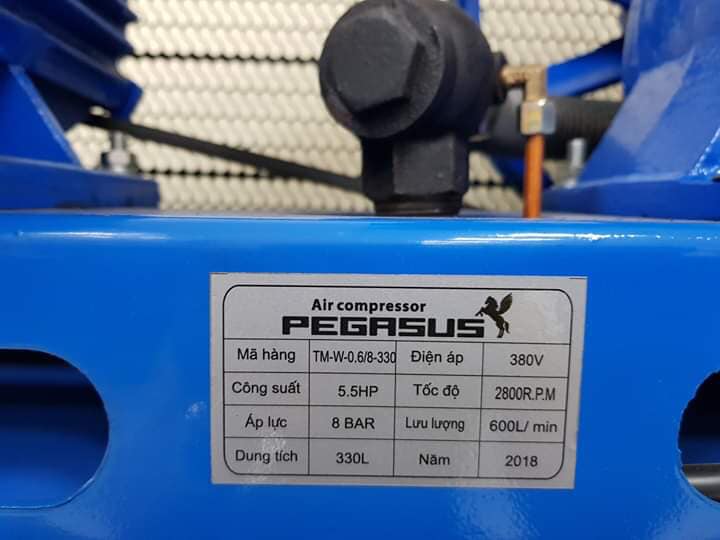 Air compressor
PEGASUS
Mã hàng TM-W-0.6/8-330 Điện áp 380V
Công suất 5.5HP Tốc độ 2800R.P.M
Áp lực 8 BAR Lưu lượng 600L/ min
Dung tích 330L Năm 2018